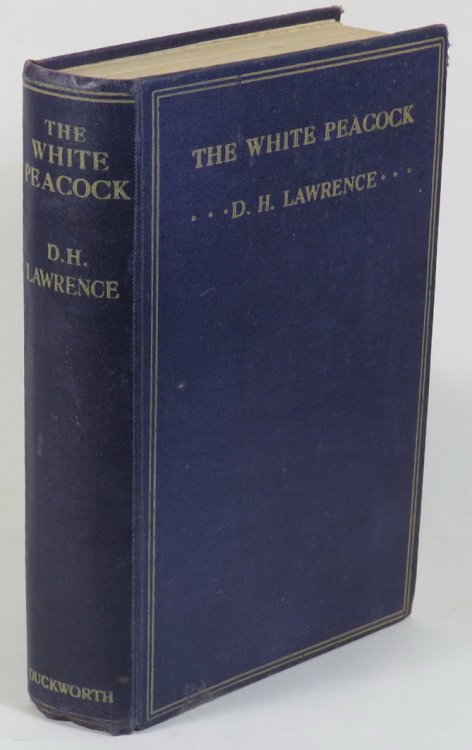 THE
WHITE
PEACOCK
D.H.
LAWRENCE
DUCKWORTH
THE WHITE PEACOCK
...D. H. LAWRENCE...